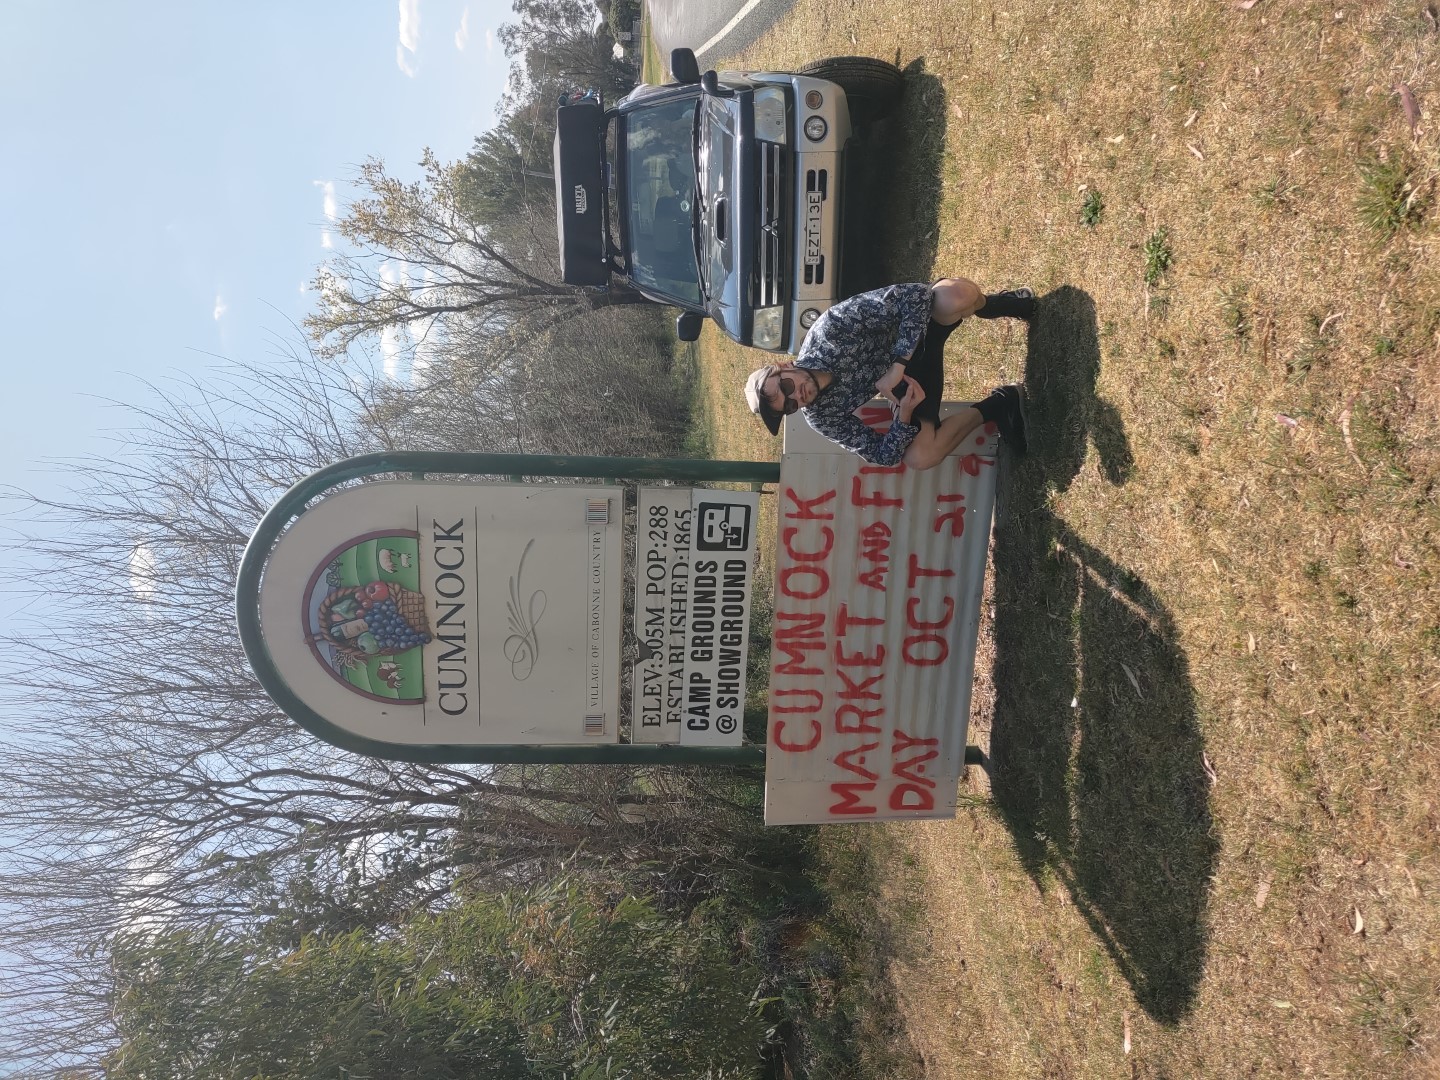 CUMNOCK
VILLAGE OF CABONNE COUNTRY
ELEV:505M POP:288
ESTABLISHED:1865
CAMP GROUNDS
@ SHOWGROUND
CUMNOCK
MARKET AND FUN
DAY OCT 21
DRIFTA
EZT·13E